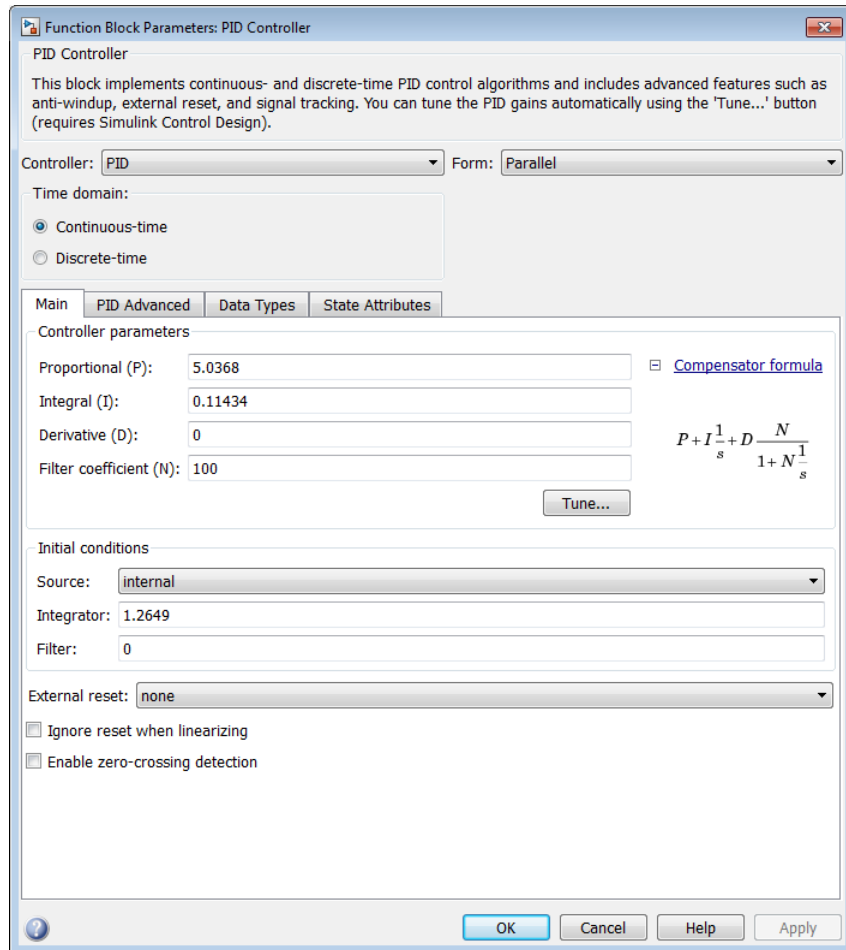 Function Block Parameters: PID Controller
PID Controller
This block implements continuous- and discrete-time PID control algorithms and includes advanced features such as
anti-windup, external reset, and signal tracking. You can tune the PID gains automatically using the 'Tune...' button
(requires Simulink Control Design).
Controller: PID Form: Parallel
Time domain:
Continuous-time
Discrete-time
Main PID Advanced Data Types State Attributes
Controller parameters
Proportional (P): 5.0368 Compensator formula
Integral (I): 0.11434
Derivative (D): 0
P + I 1/s + D N/(1 + N 1/s)
Filter coefficient (N): 100
Tune...
Initial conditions
Source: internal
Integrator: 1.2649
Filter: 0
External reset: none
Ignore reset when linearizing
Enable zero-crossing detection
? OK Cancel Help Apply